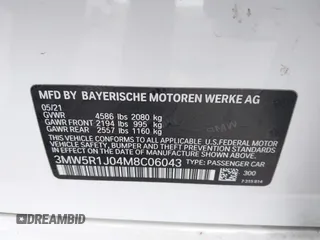 MFD BY BAYERISCHE MOTOREN WERKE AG
05/21
GVWR 4586 lbs 2080 kg
GAWR FRONT 2194 lbs 995 kg
GAWR REAR 2557 lbs 1160 kg
THIS VEHICLE CONFORMS TO ALL APPLICABLE U.S. FEDERAL MOTOR
VEHICLE SAFETY, BUMPER, AND THEFT PREVENTION STANDARDS
IN EFFECT ON THE DATE OF MANUFACTURE SHOWN ABOVE.
3MW5R1J04M8C06043 TYPE: PASSENGER CAR
300
DREAMBID